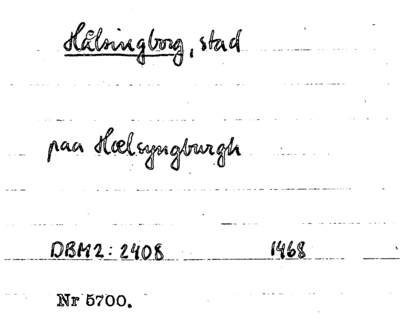 Hälsingborg, stad
paa Hælsyngburgh
DBM2: 2408 1468
Nr 5700.